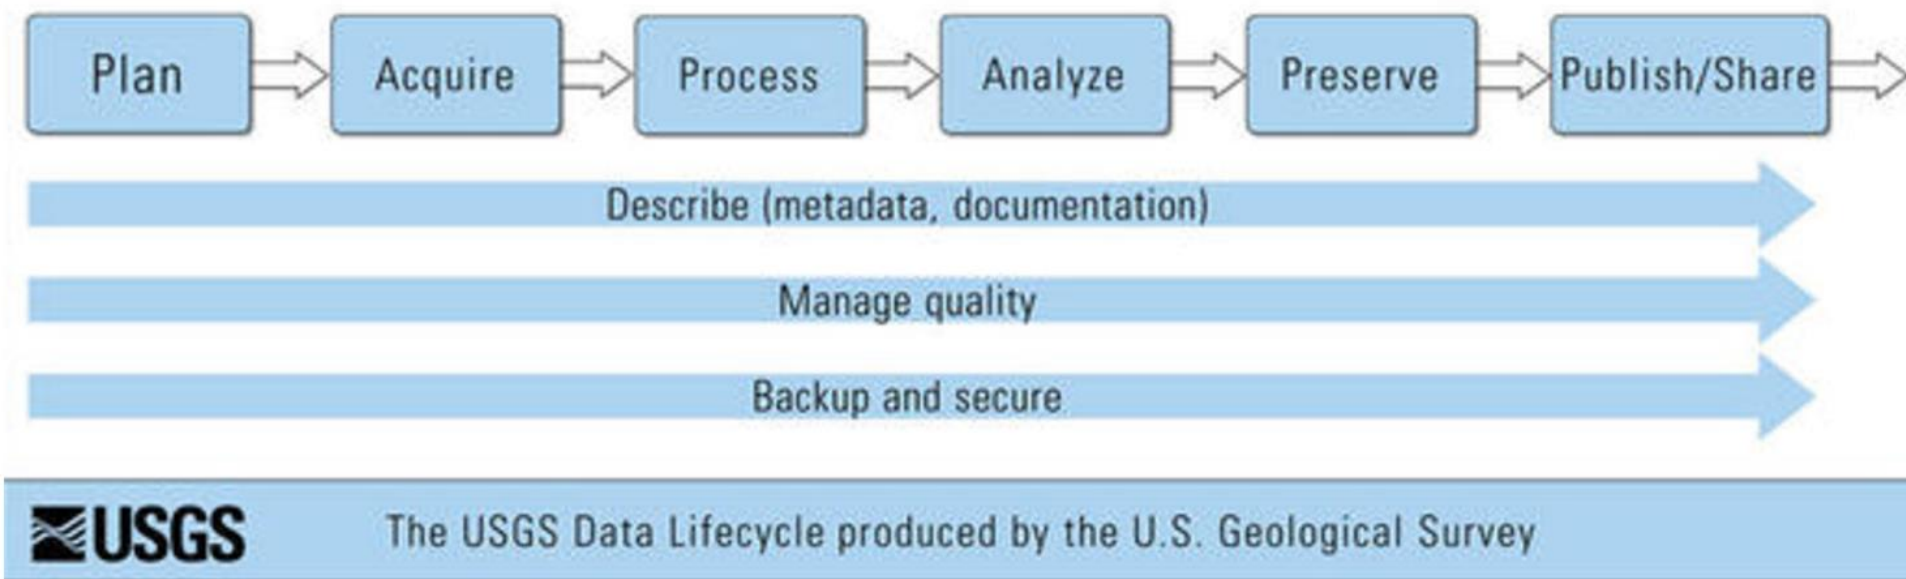 Plan Acquire Process Analyze Preserve Publish/Share
Describe (metadata, documentation)
Manage quality
Backup and secure
USGS The USGS Data Lifecycle produced by the U.S. Geological Survey